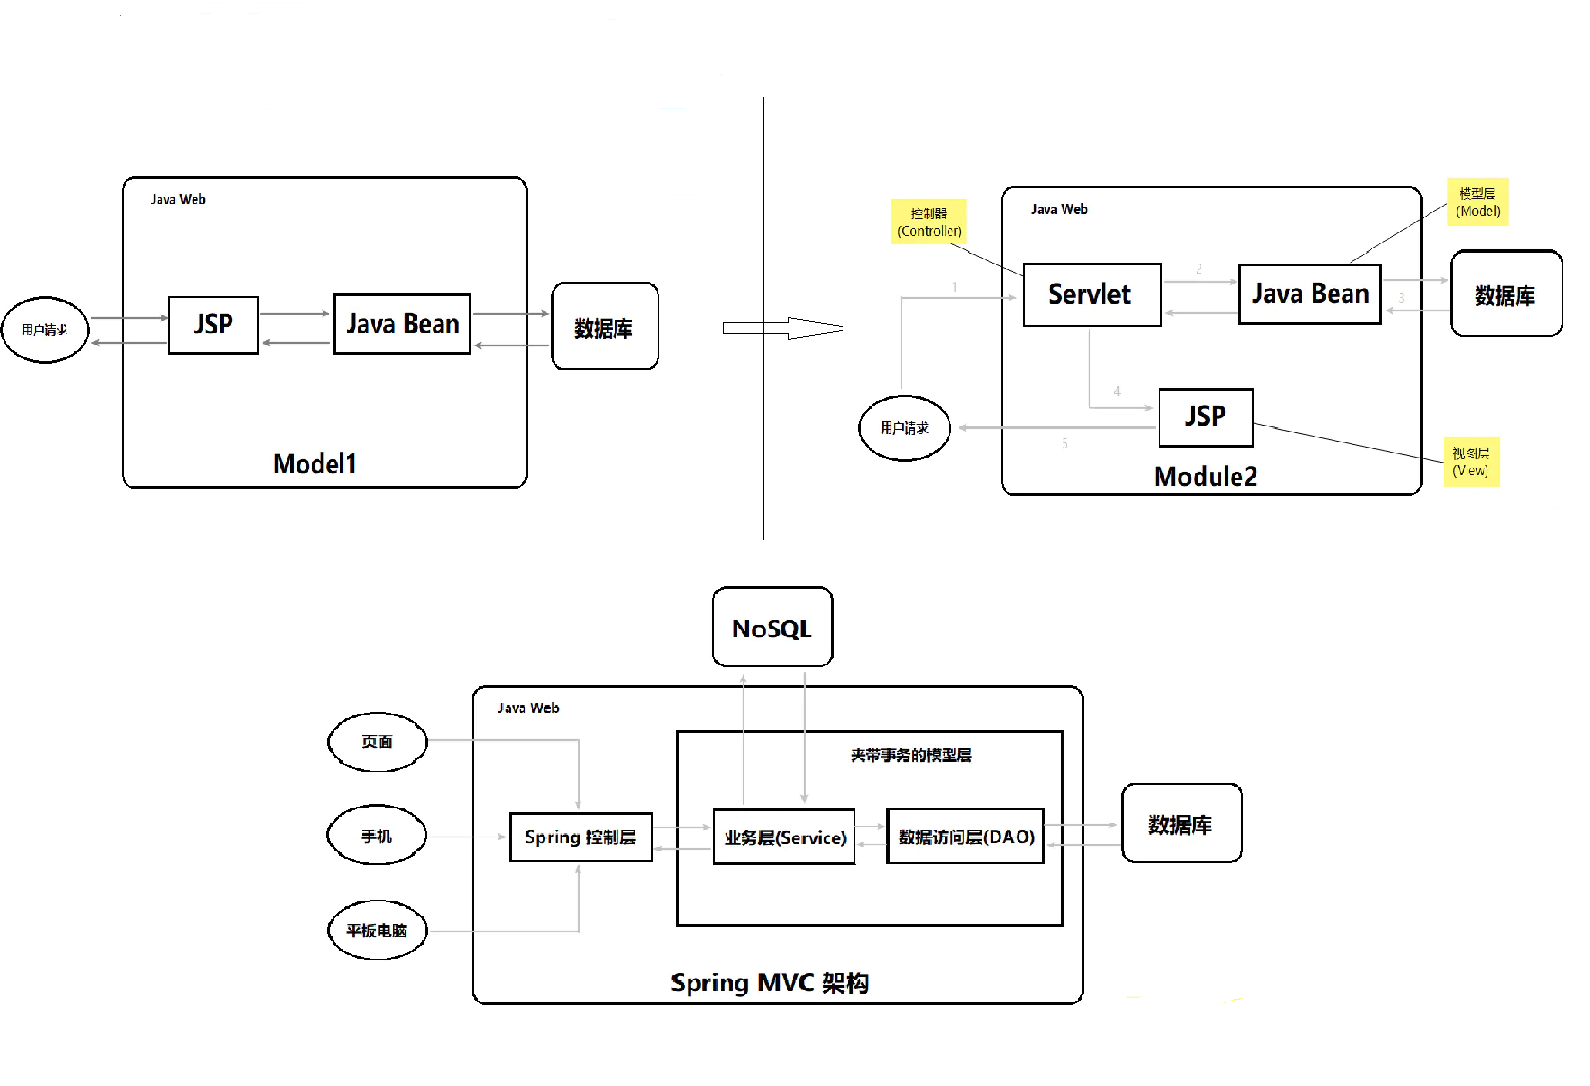 Java Web
用户请求
JSP
Java Bean
数据库
Model1
控制器
(Controller)
Java Web
模型层
(Model)
Servlet
Java Bean
数据库
1
2
3
4
5
用户请求
JSP
视图层
(View)
Module2
NoSQL
Java Web
页面
手机
平板电脑
Spring 控制层
夹带事务的模型层
业务层(Service)
数据访问层(DAO)
数据库
Spring MVC 架构